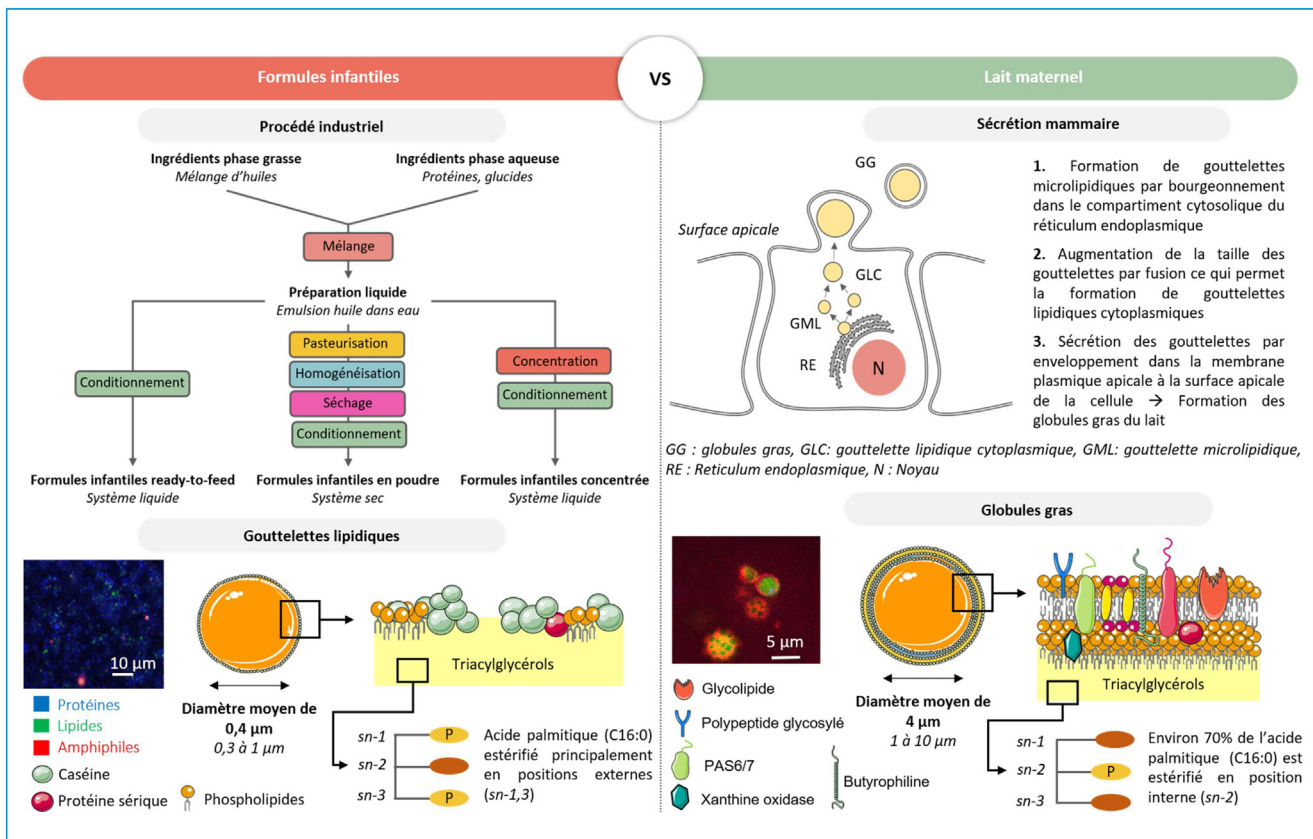 Formules infantiles
VS
Lait maternel
Procédé industriel
Ingrédients phase grasse
Mélange d'huiles
Ingrédients phase aqueuse
Protéines, glucides
Mélange
Préparation liquide
Emulsion huile dans eau
Conditionnement
Pasteurisation
Homogénéisation
Séchage
Conditionnement
Concentration
Conditionnement
Formules infantiles ready-to-feed
Système liquide
Formules infantiles en poudre
Système sec
Formules infantiles concentrée
Système liquide
Sécrétion mammaire
GG
Surface apicale
GLC
GML
RE
N
1. Formation de gouttelettes
microlipidiques par bourgeonnement
dans le compartiment cytosolique du
réticulum endoplasmique
2. Augmentation de la taille des
gouttelettes par fusion ce qui permet
la formation de gouttelettes
lipidiques cytoplasmiques
3. Sécrétion des gouttelettes par
enveloppement dans la membrane
plasmique apicale à la surface apicale
de la cellule → Formation des
globules gras du lait
GG : globules gras, GLC: gouttelette lipidique cytoplasmique, GML: gouttelette microlipidique,
RE : Reticulum endoplasmique, N : Noyau
Gouttelettes lipidiques
10 µm
Protéines
Lipides
Amphiphiles
Caséine
Protéine sérique
Phospholipides
Diamètre moyen de
0,4 µm
0,3 à 1 µm
Triacylglycérols
sn-1
P
sn-2
sn-3
P
Acide palmitique (C16:0)
estérifié principalement
en positions externes
(sn-1,3)
Globules gras
5 µm
Glycolipide
Polypeptide glycosylé
PAS6/7
Xanthine oxidase
Butyrophiline
Diamètre moyen de
4 µm
1 à 10 µm
Triacylglycérols
sn-1
sn-2
P
sn-3
Environ 70% de l'acide
palmitique (C16:0) est
estérifié en position
interne (sn-2)